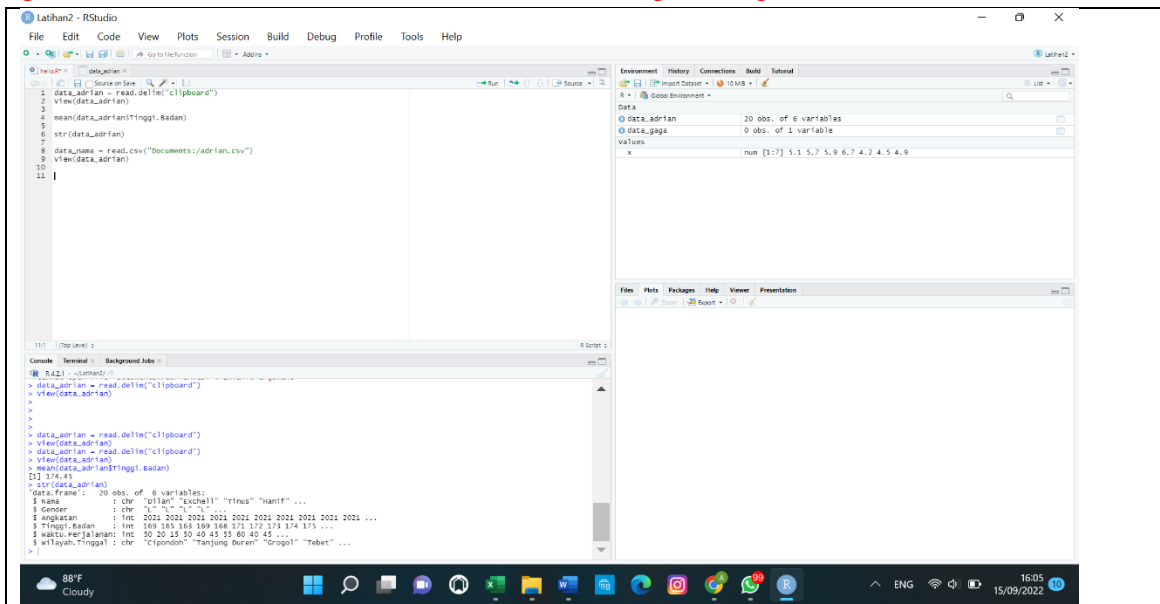 Latihan2 - RStudio
File Edit Code View Plots Session Build Debug Profile Tools Help
Go to file/function Addins
Latihan2
hello.R* data_adrian
Source on Save Run Source
1 data_adrian = read.delim("clipboard")
2 View(data_adrian)
3
4 mean(data_adrian$Tinggi.Badan)
5
6 str(data_adrian)
7
8 data_nama = read.csv("Documents:/adrian.csv")
9 View(data_adrian)
10
11
11:1 (Top Level) R Script
Console Terminal Background Jobs
R 4.2.1 · ~/Latihan2/
> data_adrian = read.delim("clipboard")
> View(data_adrian)
>
>
>
>
> data_adrian = read.delim("clipboard")
> View(data_adrian)
> data_adrian = read.delim("clipboard")
> View(data_adrian)
> mean(data_adrian$Tinggi.Badan)
[1] 174.45
> str(data_adrian)
'data.frame': 20 obs. of 6 variables:
$ Nama : chr "Dilan" "Exchell" "Tinus" "Hanif" ...
$ Gender : chr "L" "L" "L" "L" ...
$ Angkatan : int 2021 2021 2021 2021 2021 2021 2021 2021 2021 2021 ...
$ Tinggi.Badan : int 169 165 163 169 168 171 172 173 174 175 ...
$ Waktu.Perjalanan: int 50 20 15 50 40 45 55 60 40 45 ...
$ Wilayah.Tinggal : chr "Cipondoh" "Tanjung Duren" "Grogol" "Tebet" ...
>
Environment History Connections Build Tutorial
Import Dataset 10 MiB List
R Global Environment
Data
data_adrian 20 obs. of 6 variables
data_gaga 0 obs. of 1 variable
Values
x num [1:7] 5.1 5.7 5.9 6.7 4.2 4.5 4.9
Files Plots Packages Help Viewer Presentation
Zoom Export
88°F
Cloudy
99
ENG
16:05
15/09/2022
10